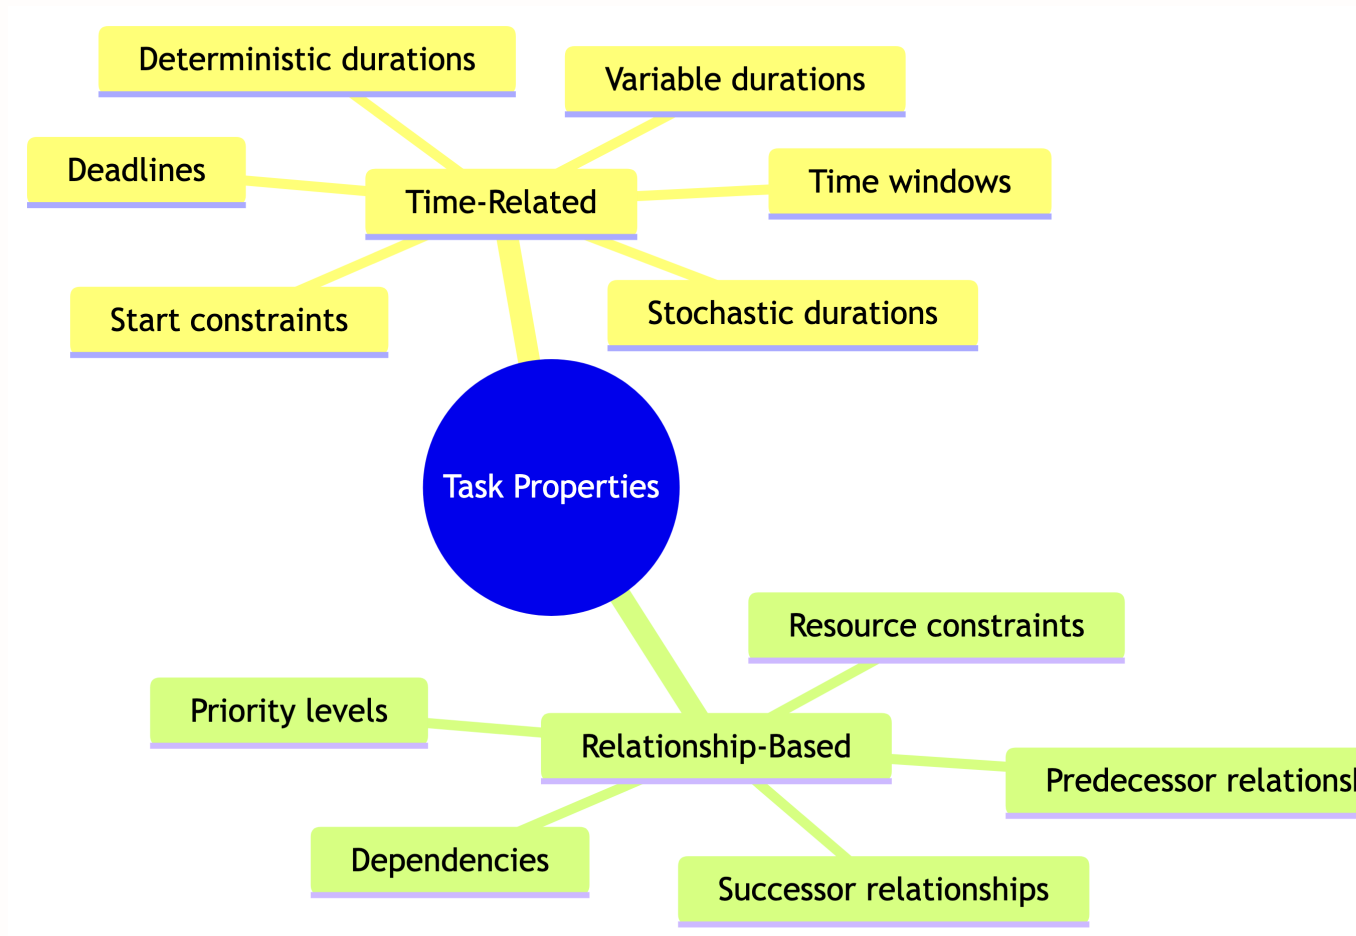 Deterministic durations
Variable durations
Deadlines
Time windows
Time-Related
Start constraints
Stochastic durations
Task Properties
Resource constraints
Priority levels
Relationship-Based
Predecessor
Dependencies
Successor relationships